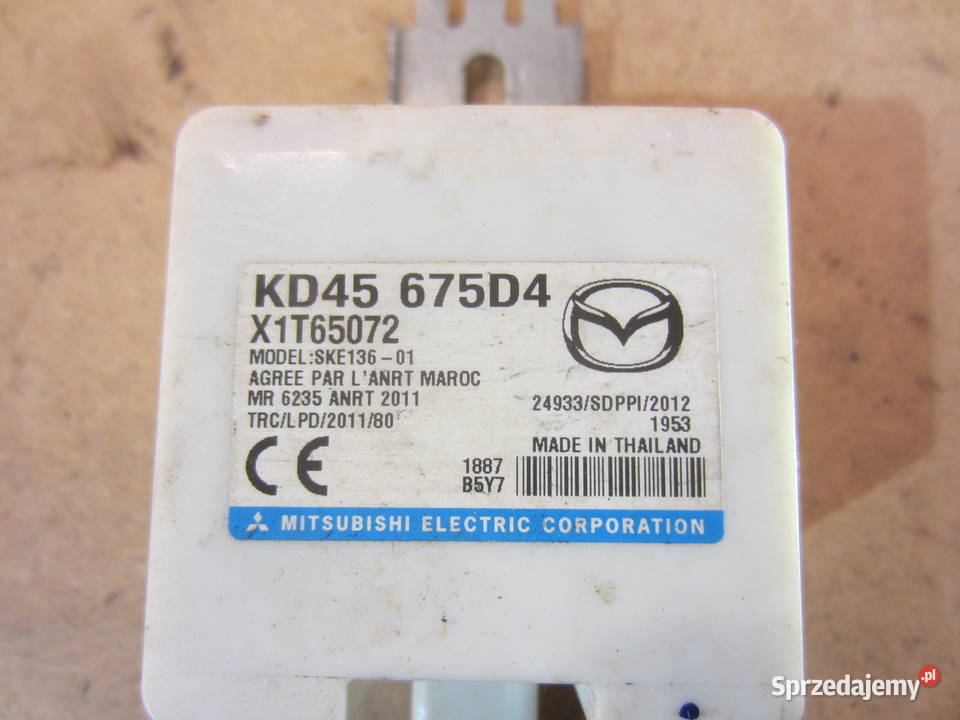 KD45 675D4
X1T65072
MODEL:SKE136-01
AGREE PAR L'ANRT MAROC
MR 6235 ANRT 2011
TRC/LPD/2011/80
24933/SDPPI/2012
1953
MADE IN THAILAND
CE
1887
B5Y7
MITSUBISHI ELECTRIC CORPORATION
Sprzedajemy.pl